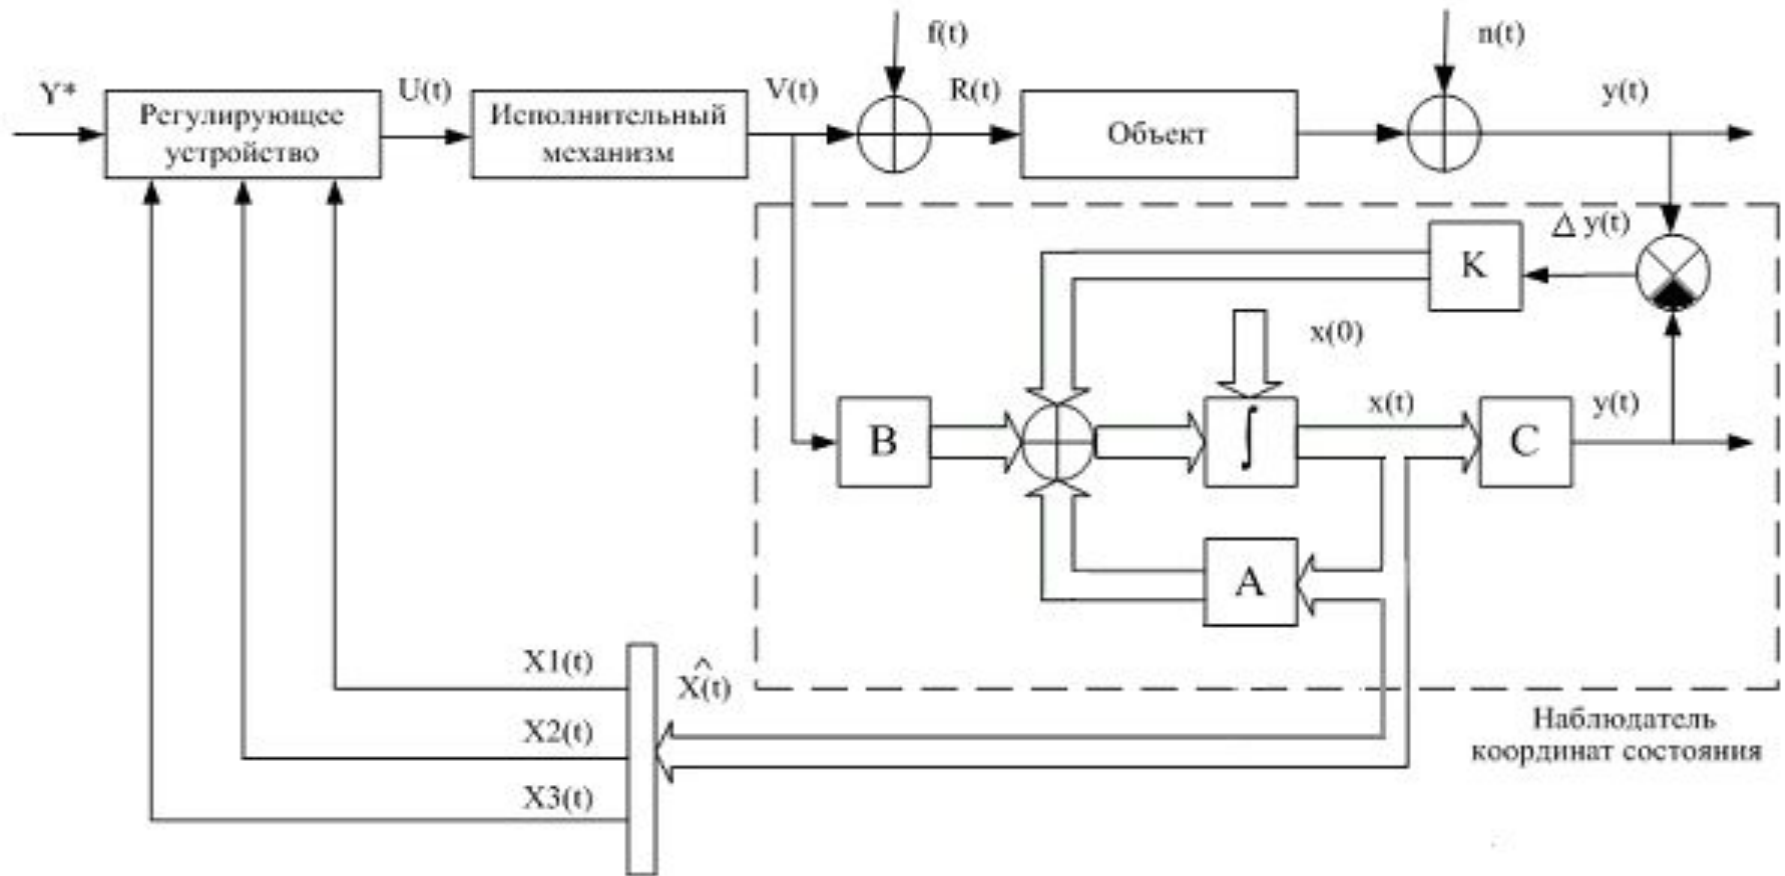 f(t)
n(t)
Y*
Регулирующее
устройство
U(t)
Исполнительный
механизм
V(t)
R(t)
Объект
y(t)
Δ y(t)
K
x(0)
B
∫
x(t)
C
y(t)
A
X1(t)
X̂(t)
X2(t)
X3(t)
Наблюдатель
координат состояния